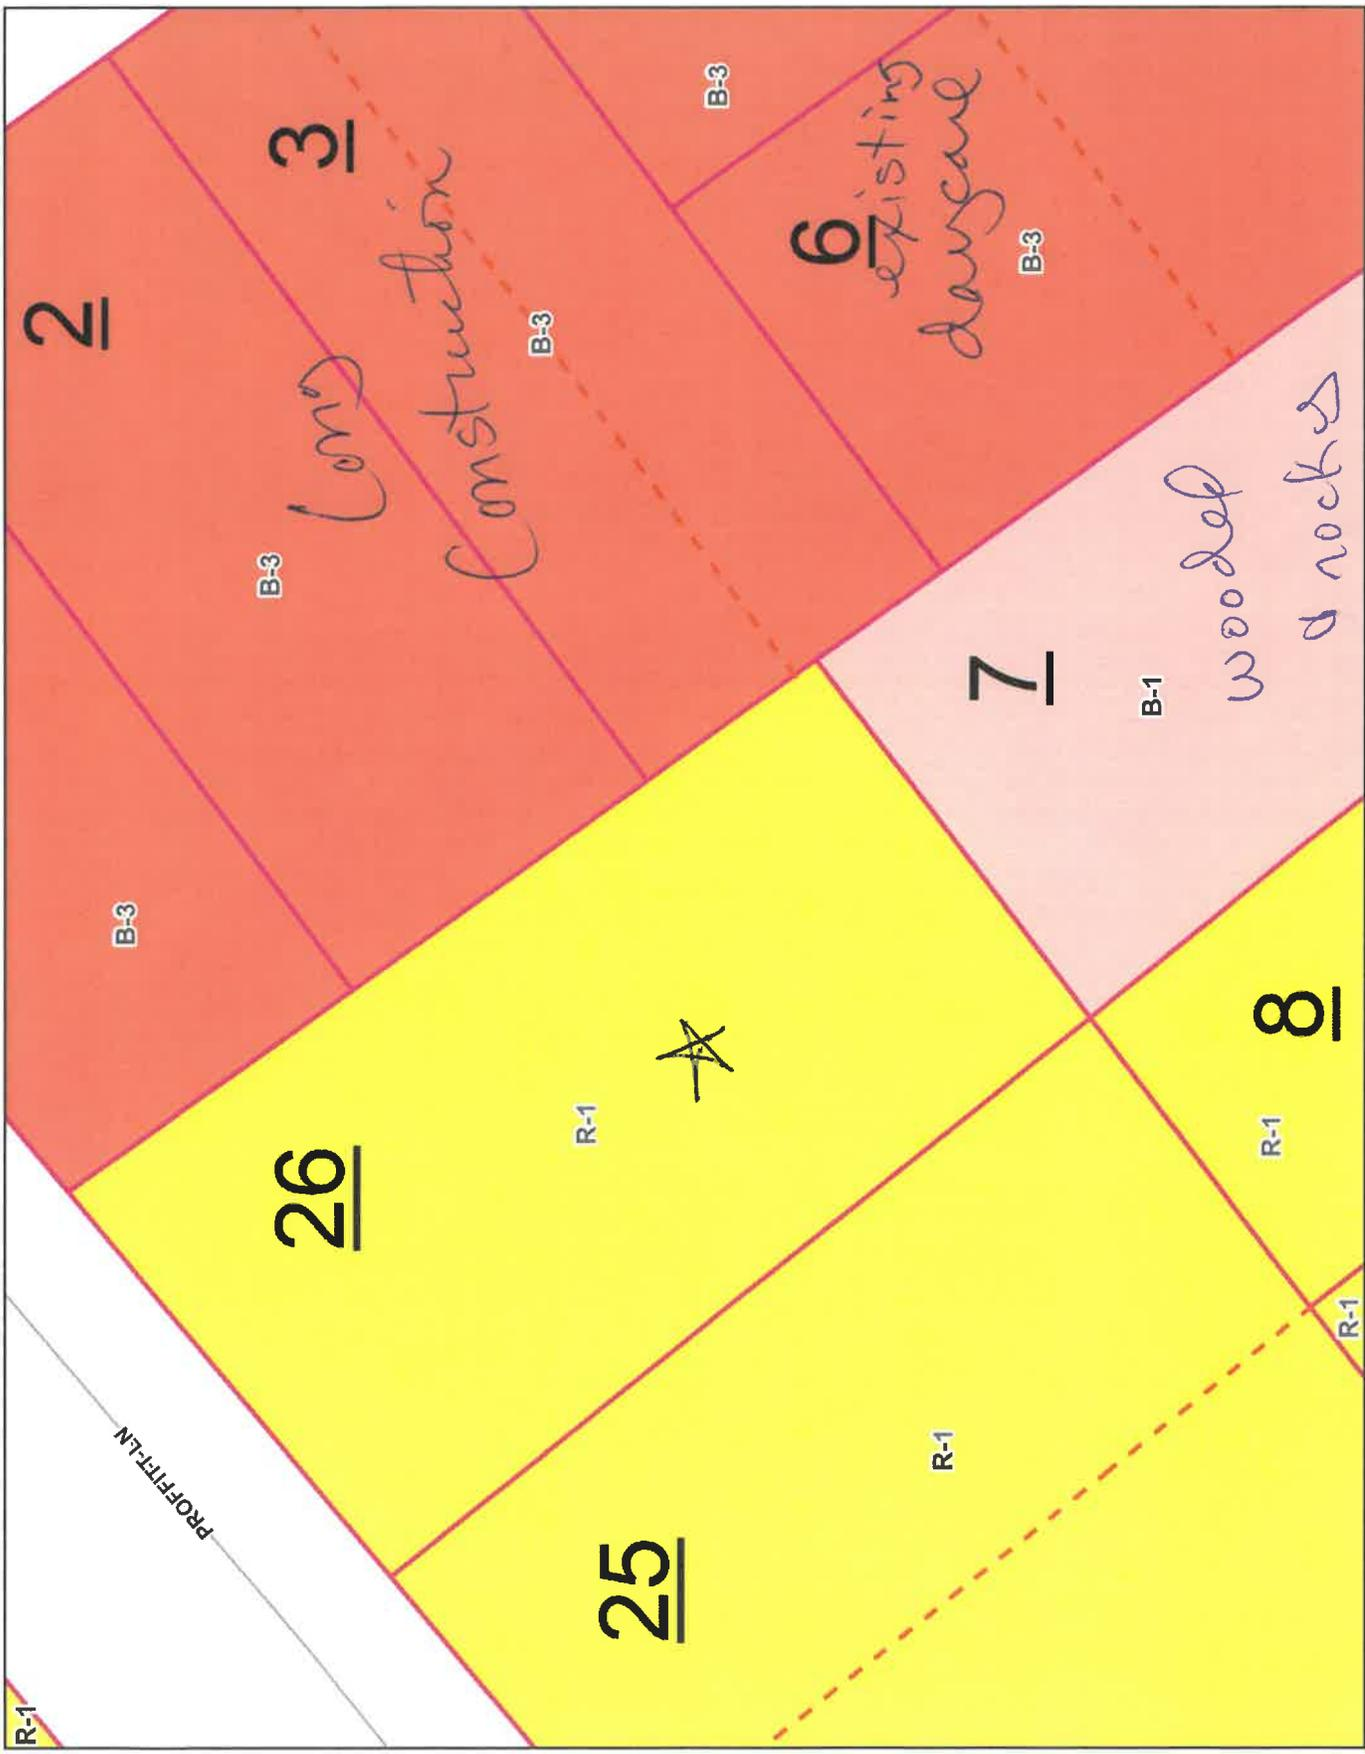 R-1
2
B-3
PROFFITT-LN
B-3
26
3
Long
Construction
B-3
R-1
25
B-3
6
existing
daycare
R-1
7
B-3
B-1
wooded
R-1
8
& rocks
R-1